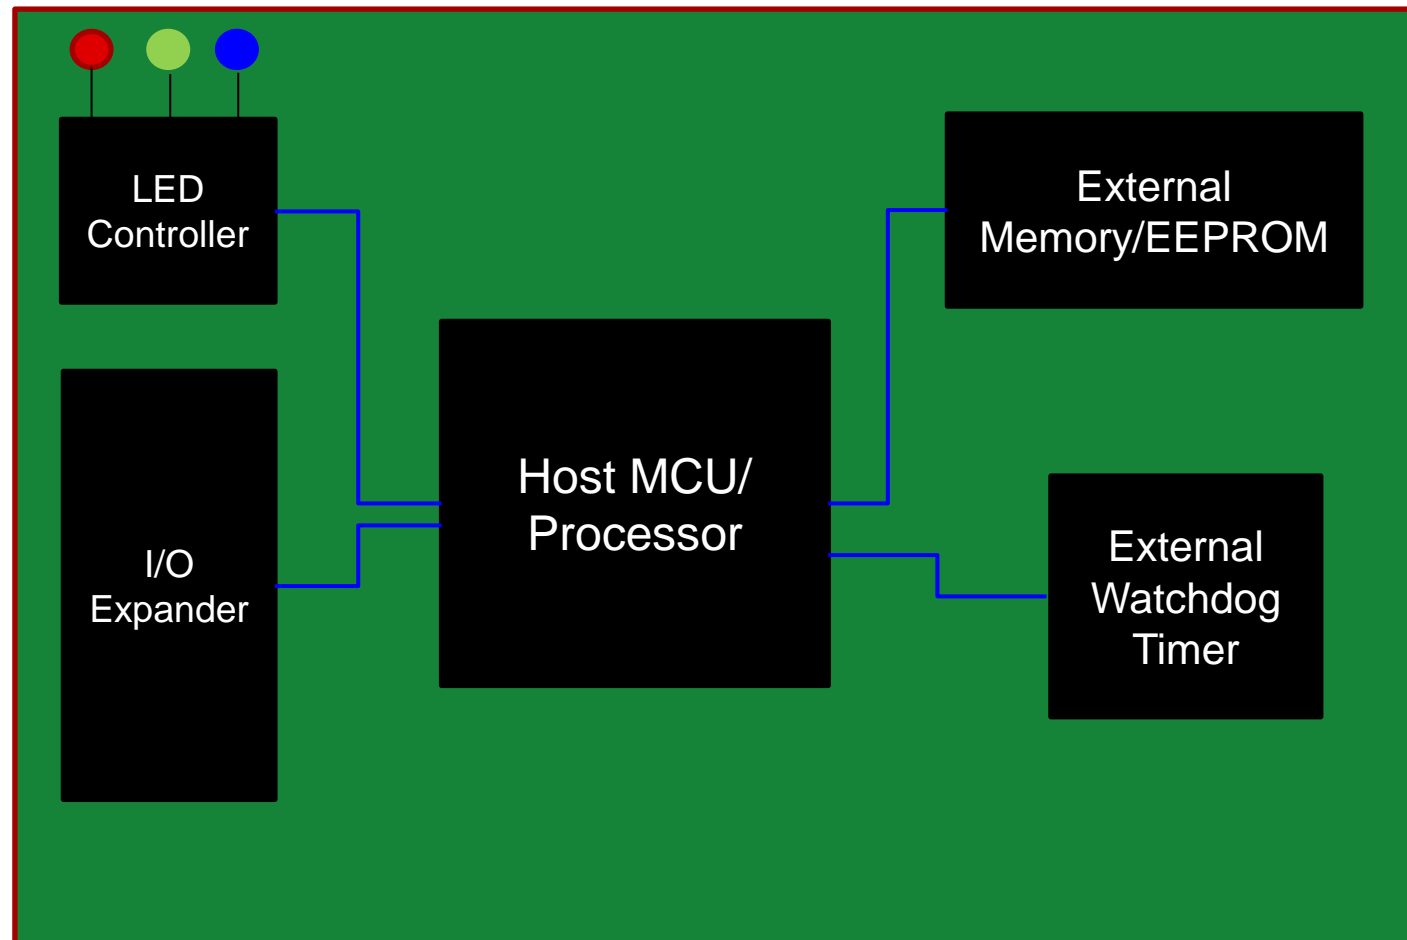 LED
Controller
External
Memory/EEPROM
Host MCU/
Processor
I/O
Expander
External
Watchdog
Timer